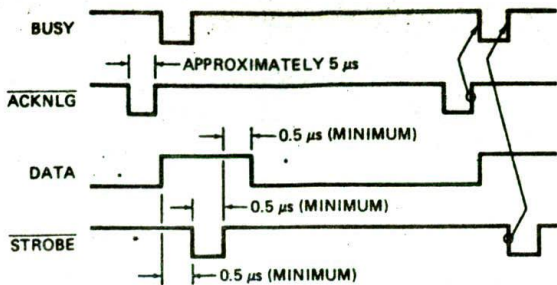 BUSY
APPROXIMATELY 5 µs
ACKNLG
0.5 µs (MINIMUM)
DATA
0.5 µs (MINIMUM)
STROBE
0.5 µs (MINIMUM)